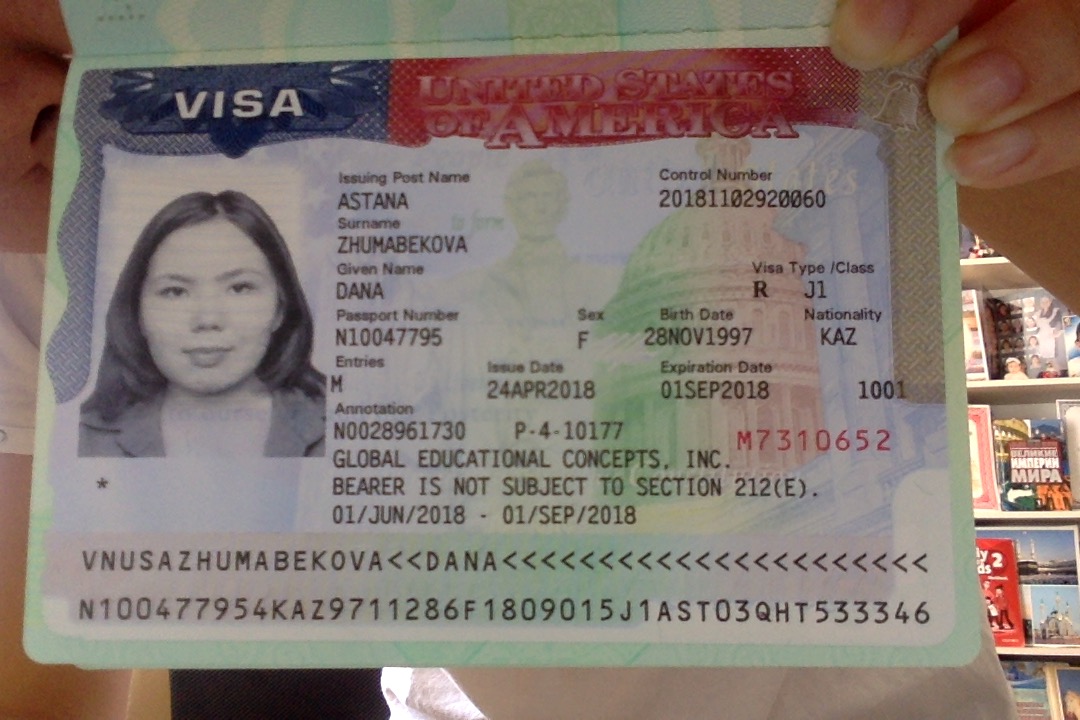 VISA
UNITED STATES
OF AMERICA
Issuing Post Name
ASTANA
Control Number
20181102920060
Surname
ZHUMABEKOVA
Given Name
DANA
Visa Type /Class
R J1
Passport Number
N10047795
Sex
F
Birth Date
28NOV1997
Nationality
KAZ
Entries
M
Issue Date
24APR2018
Expiration Date
01SEP2018
1001
Annotation
N0028961730 P-4-10177
M7310652
GLOBAL EDUCATIONAL CONCEPTS, INC.
BEARER IS NOT SUBJECT TO SECTION 212(E).
01/JUN/2018 - 01/SEP/2018
*
VNUSAZHUMABEKOVA<<DANA<<<<<<<<<<<<<<<<<<<<<<
N100477954KAZ9711286F1809015J1AST03QHT533346
ВЕЛИКИЕ
ИМПЕРИИ
МИРА
2